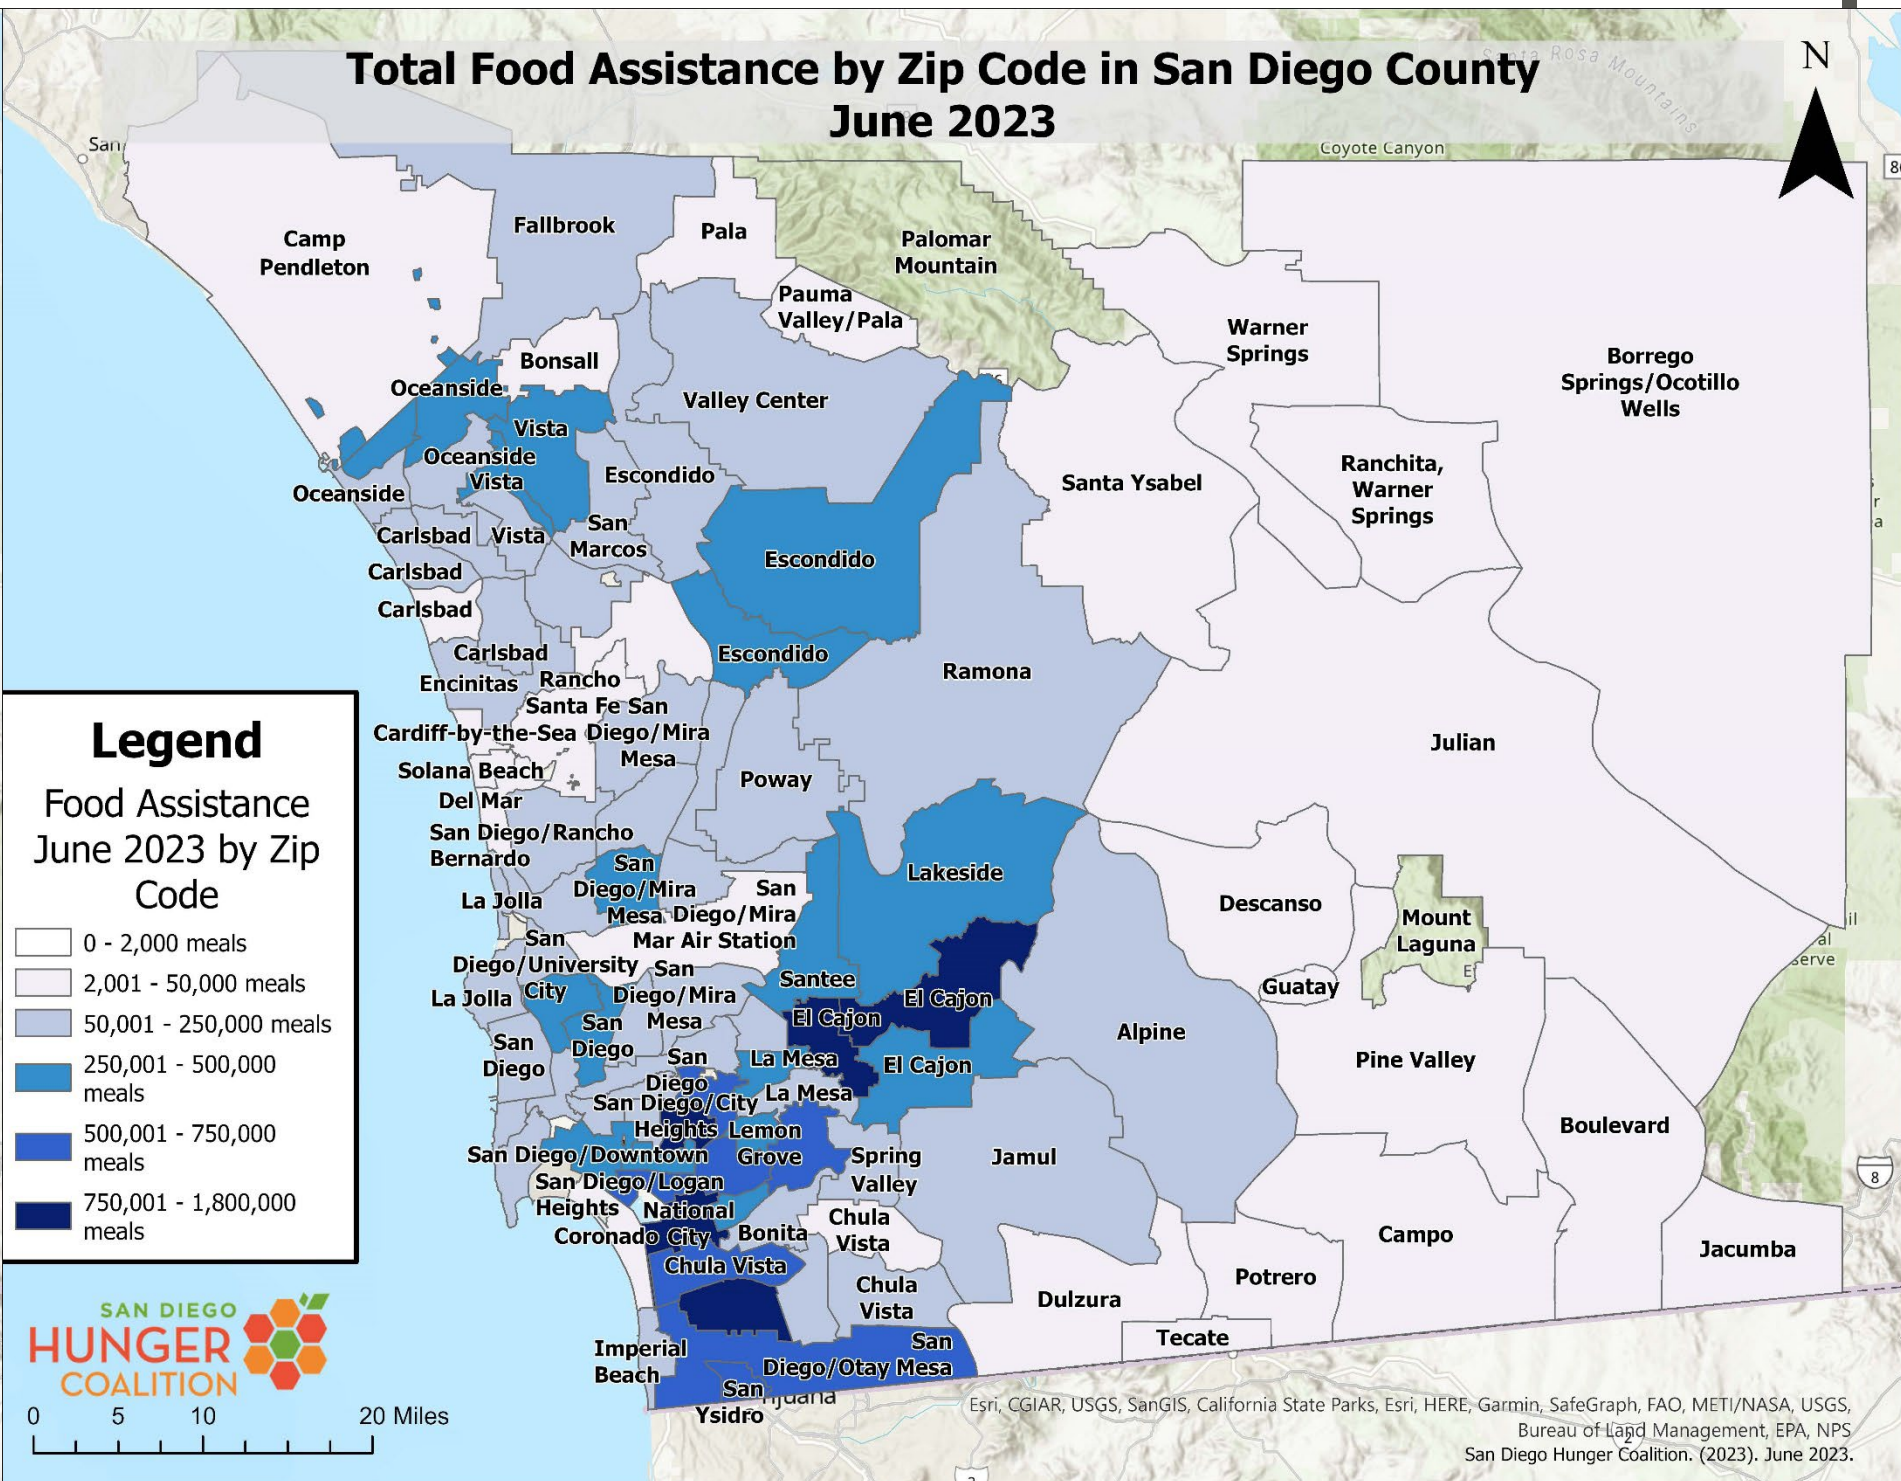 Total Food Assistance by Zip Code in San Diego County
June 2023
N
Coyote Canyon
San
Camp
Pendleton
Fallbrook
Pala
Palomar
Mountain
Pauma
Valley/Pala
Warner
Springs
Borrego
Springs/Ocotillo
Wells
Bonsall
Oceanside
Valley Center
Vista
Oceanside
Vista
Escondido
Ranchita,
Warner
Springs
Santa Ysabel
Oceanside
San
Marcos
Carlsbad
Vista
Escondido
Carlsbad
Carlsbad
Carlsbad
Escondido
Ramona
Encinitas
Rancho
Santa Fe
San
Diego/Mira
Mesa
Cardiff-by-the-Sea
Julian
Solana Beach
Poway
Del Mar
San Diego/Rancho
Bernardo
San
Diego/Mira
Mesa
Lakeside
La Jolla
San
Diego/Mira
Mar Air Station
Descanso
Mount
Laguna
San
Diego/University
City
San
Diego/Mira
Mesa
Santee
Guatay
La Jolla
El Cajon
El Cajon
San
Diego
San
Diego
Alpine
San
Diego
La Mesa
El Cajon
Pine Valley
La Mesa
San Diego/City
Heights
Lemon
Grove
Boulevard
San Diego/Downtown
Spring
Valley
Jamul
San Diego/Logan
Heights
National
City
Coronado
Bonita
Chula
Vista
Campo
Jacumba
Chula Vista
Chula
Vista
Potrero
Dulzura
Tecate
Imperial
Beach
San
Diego/Otay Mesa
San
Ysidro
8
Legend
Food Assistance
June 2023 by Zip
Code
0 - 2,000 meals
2,001 - 50,000 meals
50,001 - 250,000 meals
250,001 - 500,000
meals
500,001 - 750,000
meals
750,001 - 1,800,000
meals
SAN DIEGO
HUNGER
COALITION
0 5 10 20 Miles
Esri, CGIAR, USGS, SanGIS, California State Parks, Esri, HERE, Garmin, SafeGraph, FAO, METI/NASA, USGS,
Bureau of Land Management, EPA, NPS
2
San Diego Hunger Coalition. (2023). June 2023.